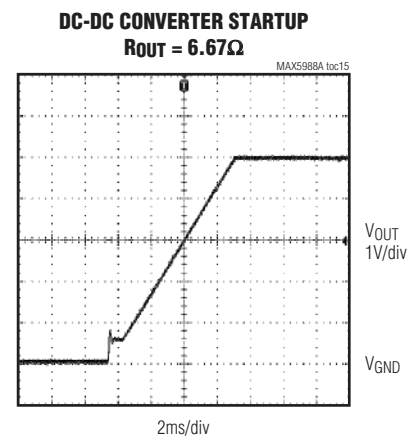 DC-DC CONVERTER STARTUP
ROUT = 6.67Ω
MAX5988A toc15
T
VOUT
1V/div
VGND
2ms/div